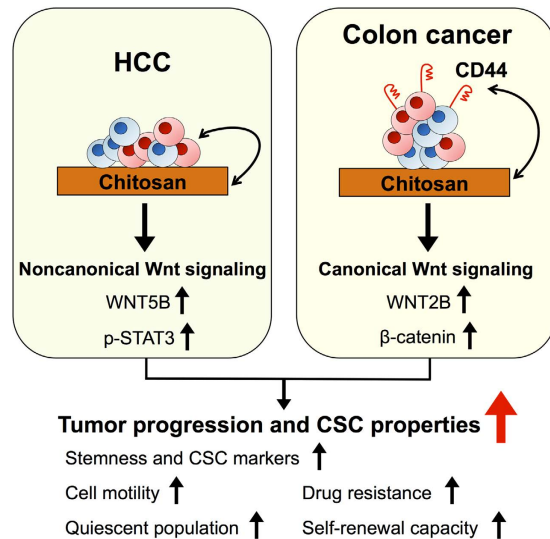 HCC
Chitosan
Noncanonical Wnt signaling
WNT5B
p-STAT3
Colon cancer
CD44
Chitosan
Canonical Wnt signaling
WNT2B
β-catenin
Tumor progression and CSC properties
Stemness and CSC markers
Cell motility
Drug resistance
Quiescent population
Self-renewal capacity